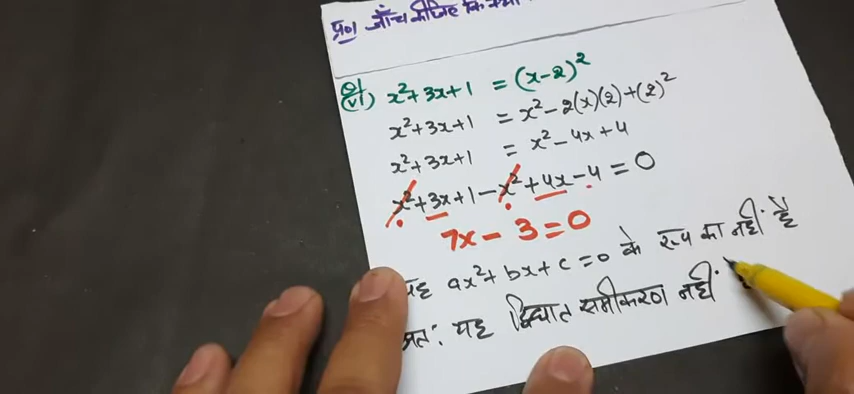 प्रन। जाँच कीजिए कि क्या
Q1 (vi) x²+3x+1 = (x-2)²
x²+3x+1 = x²-2(x)(2)+(2)²
x²+3x+1 = x²-4x+4
x²+3x+1-x²+4x-4=0
7x-3=0
यह ax²+bx+c=0 के रूप का नहीं है
अतः यह द्विघात समीकरण नहीं